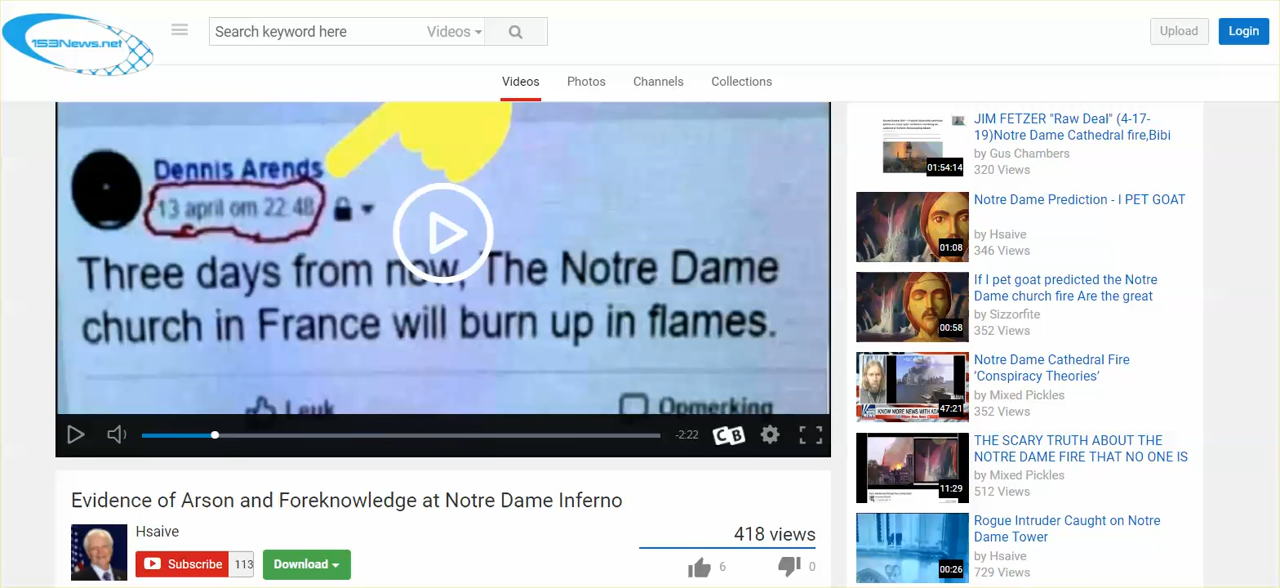 153News.net
Search keyword here
Videos
Upload
Login
Videos
Photos
Channels
Collections
Dennis Arends
13 april om 22:48
Three days from now, The Notre Dame
church in France will burn up in flames.
Leuk
Opmerking
-2:22
CB
Evidence of Arson and Foreknowledge at Notre Dame Inferno
Hsaive
Subscribe 113
Download
418 views
6
0
01:54:14
JIM FETZER "Raw Deal" (4-17-
19)Notre Dame Cathedral fire,Bibi
by Gus Chambers
320 Views
01:08
Notre Dame Prediction - I PET GOAT
by Hsaive
346 Views
00:58
If I pet goat predicted the Notre
Dame church fire Are the great
by Sizzorfite
352 Views
KNOW MORE NEWS WITH
47:21
Notre Dame Cathedral Fire
‘Conspiracy Theories’
by Mixed Pickles
352 Views
11:29
THE SCARY TRUTH ABOUT THE
NOTRE DAME FIRE THAT NO ONE IS
by Mixed Pickles
512 Views
00:26
Rogue Intruder Caught on Notre
Dame Tower
by Hsaive
729 Views